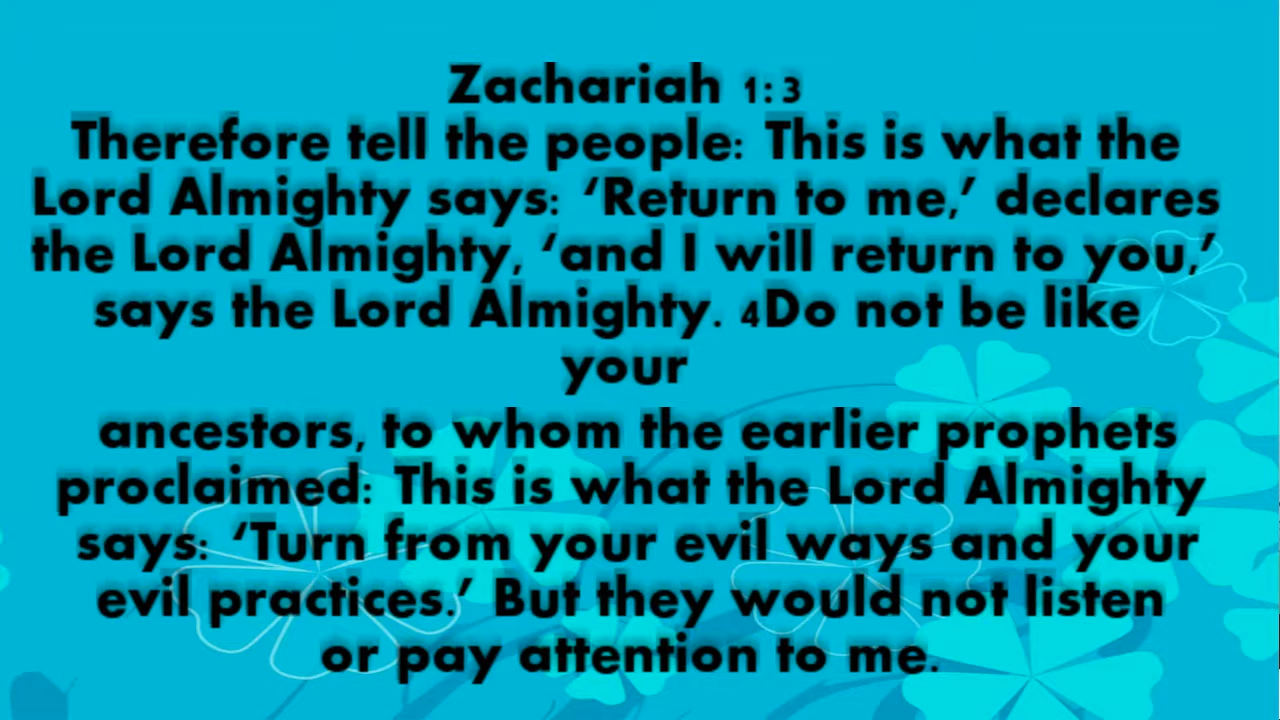 Zachariah 1:3
Therefore tell the people: This is what the
Lord Almighty says: ‘Return to me,’ declares
the Lord Almighty, ‘and I will return to you,’
says the Lord Almighty. 4Do not be like
your
ancestors, to whom the earlier prophets
proclaimed: This is what the Lord Almighty
says: ‘Turn from your evil ways and your
evil practices.’ But they would not listen
or pay attention to me.